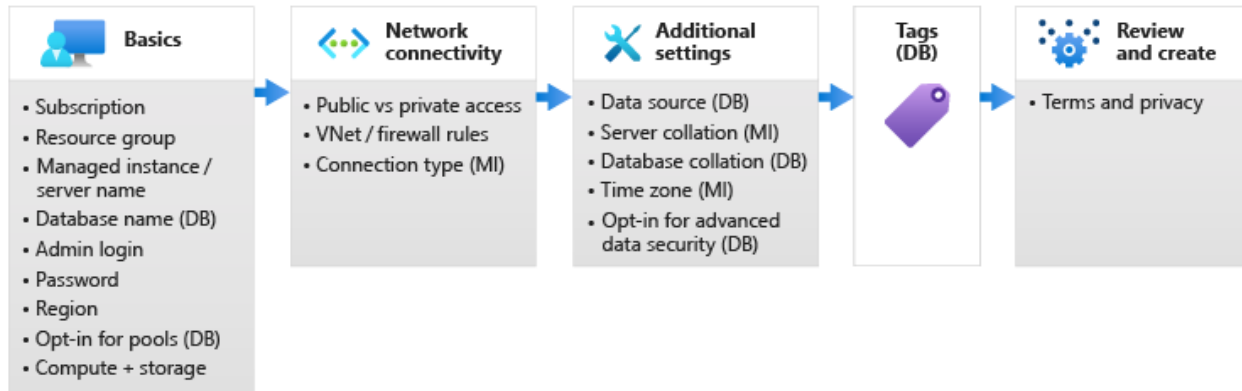 Basics
• Subscription
• Resource group
• Managed instance /
server name
• Database name (DB)
• Admin login
• Password
• Region
• Opt-in for pools (DB)
• Compute + storage
Network
connectivity
• Public vs private access
• VNet / firewall rules
• Connection type (MI)
Additional
settings
• Data source (DB)
• Server collation (MI)
• Database collation (DB)
• Time zone (MI)
• Opt-in for advanced
data security (DB)
Tags
(DB)
Review
and create
• Terms and privacy